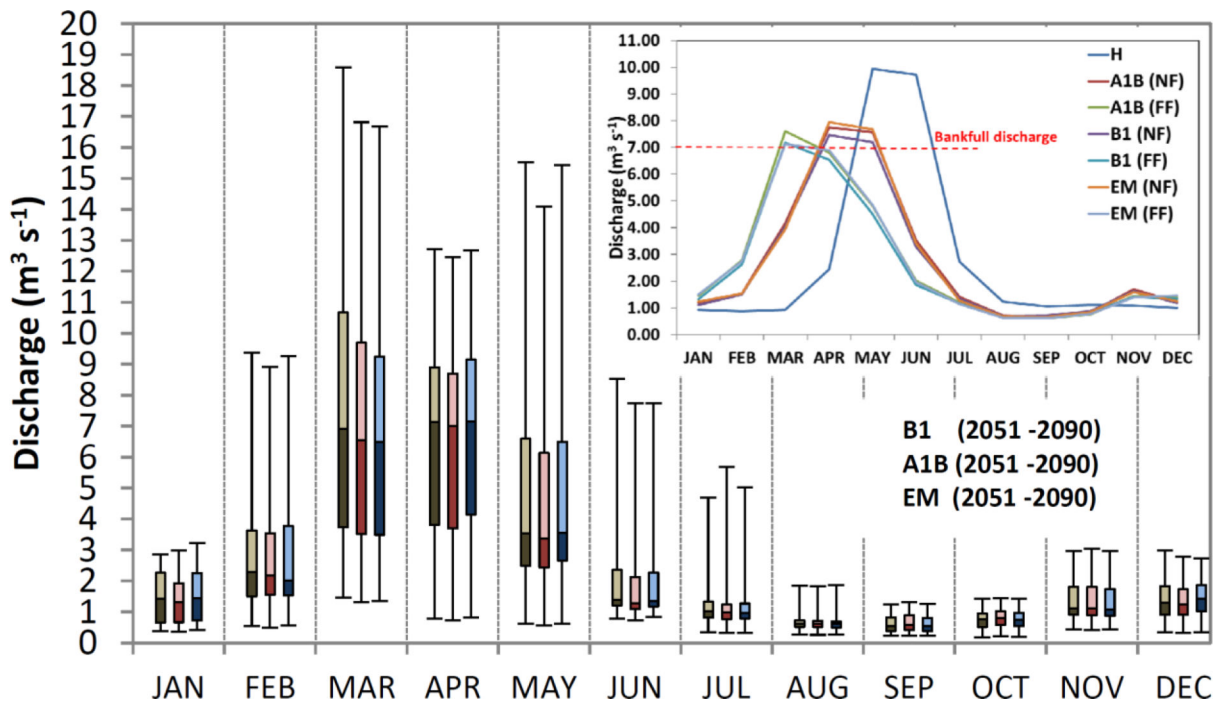 Discharge (m³ s⁻¹)
20
19
18
17
16
15
14
13
12
11
10
9
8
7
6
5
4
3
2
1
0
JAN FEB MAR APR MAY JUN JUL AUG SEP OCT NOV DEC
Discharge (m³ s⁻¹)
11.00
10.00
9.00
8.00
7.00
6.00
5.00
4.00
3.00
2.00
1.00
0.00
JAN FEB MAR APR MAY JUN JUL AUG SEP OCT NOV DEC
Bankfull discharge
H
A1B (NF)
A1B (FF)
B1 (NF)
B1 (FF)
EM (NF)
EM (FF)
B1 (2051 -2090)
A1B (2051 -2090)
EM (2051 -2090)